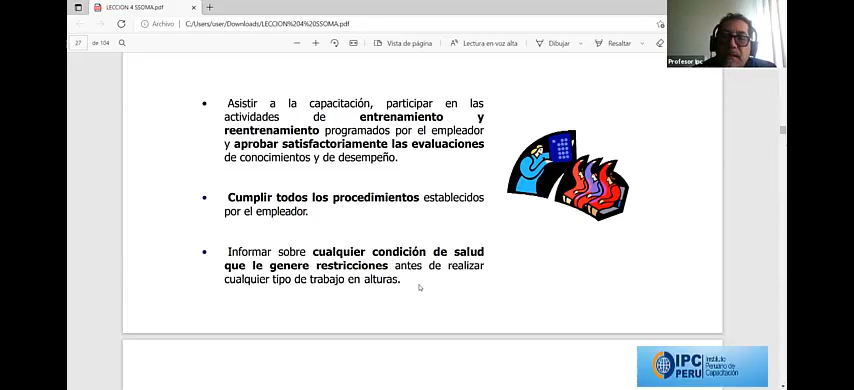 LECCION 4 SSOMA.pdf
Archivo
C:/Users/user/Downloads/LECCION%204%20SSOMA.pdf
27 de 104
Vista de página
Lectura en voz alta
Dibujar
Resaltar
Profesor Ipc
• Asistir a la capacitación, participar en las
actividades de entrenamiento y
reentrenamiento programados por el empleador
y aprobar satisfactoriamente las evaluaciones
de conocimientos y de desempeño.
• Cumplir todos los procedimientos establecidos
por el empleador.
• Informar sobre cualquier condición de salud
que le genere restricciones antes de realizar
cualquier tipo de trabajo en alturas.
IPC
PERU
Instituto
Peruano de
Capacitación